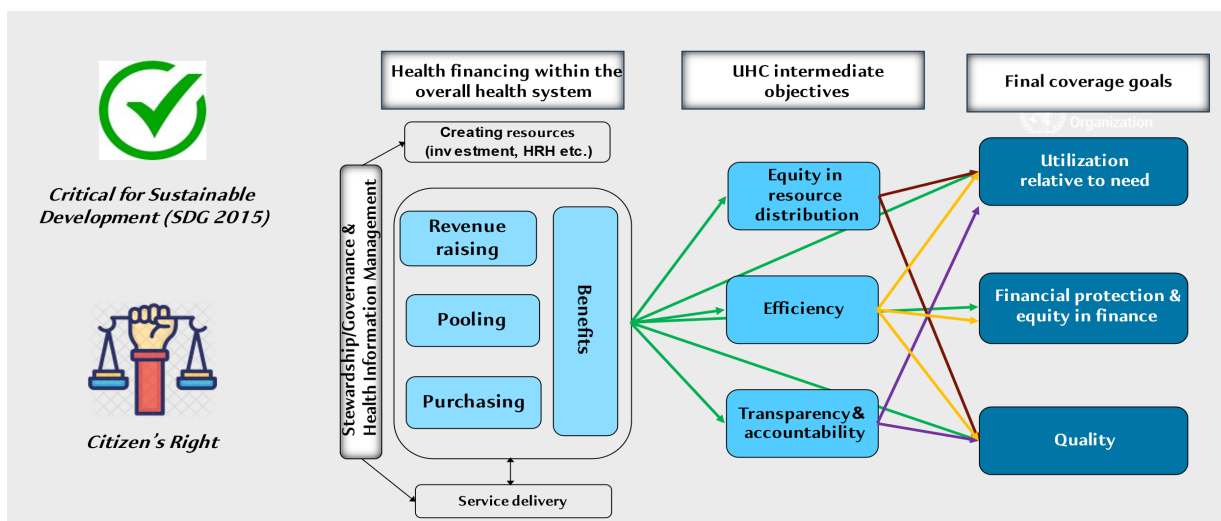 Critical for Sustainable
Development (SDG 2015)
Citizen's Right
Health financing within the
overall health system
Creating resources
(investment, HRH etc.)
Stewardship/Governance &
Health Information Management
Revenue
raising
Pooling
Purchasing
Benefits
Service delivery
UHC intermediate
objectives
Equity in
resource
distribution
Efficiency
Transparency &
accountability
Final coverage goals
Organization
Utilization
relative to need
Financial protection &
equity in finance
Quality